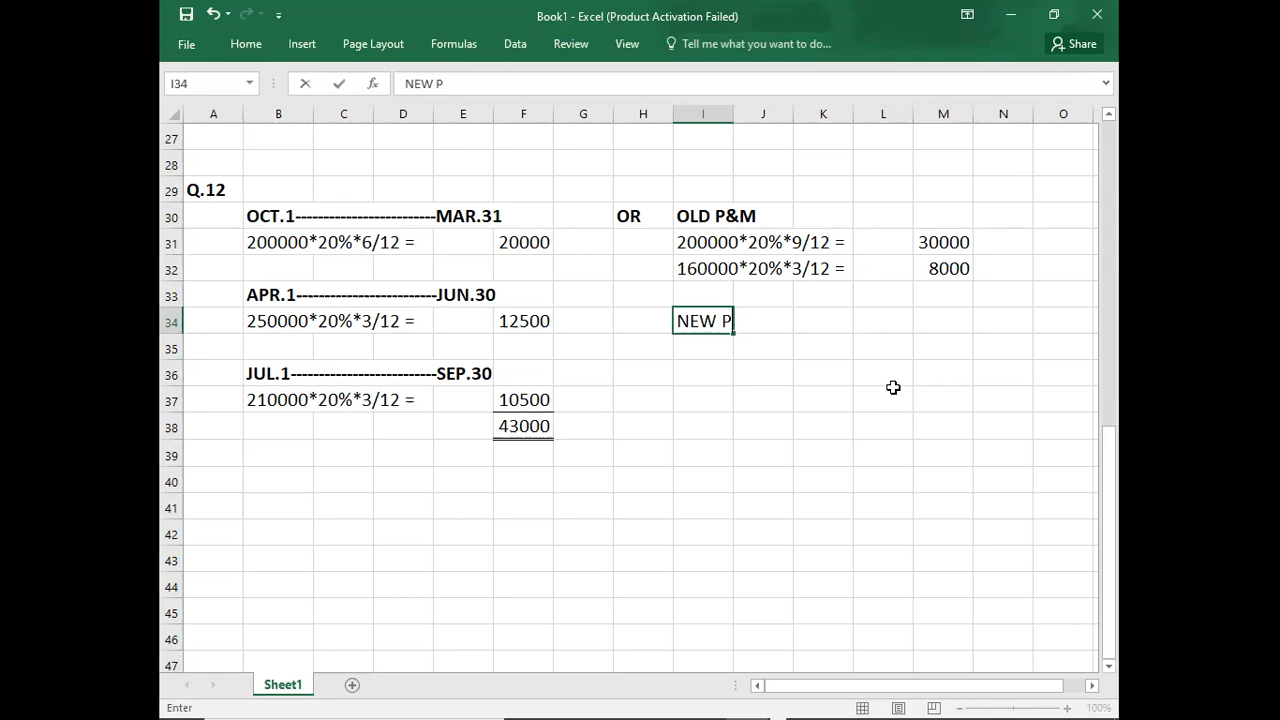 Book1 - Excel (Product Activation Failed)
File Home Insert Page Layout Formulas Data Review View Tell me what you want to do... Share
I34 fx NEW P
A B C D E F G H I J K L M N O
27
28
29 Q.12
30 OCT.1-------------------------MAR.31 OR OLD P&M
31 200000*20%*6/12 = 20000 200000*20%*9/12 = 30000
32 160000*20%*3/12 = 8000
33 APR.1-------------------------JUN.30
34 250000*20%*3/12 = 12500 NEW P
35
36 JUL.1--------------------------SEP.30
37 210000*20%*3/12 = 10500
38 43000
39
40
41
42
43
44
45
46
47
Sheet1
Enter 100%